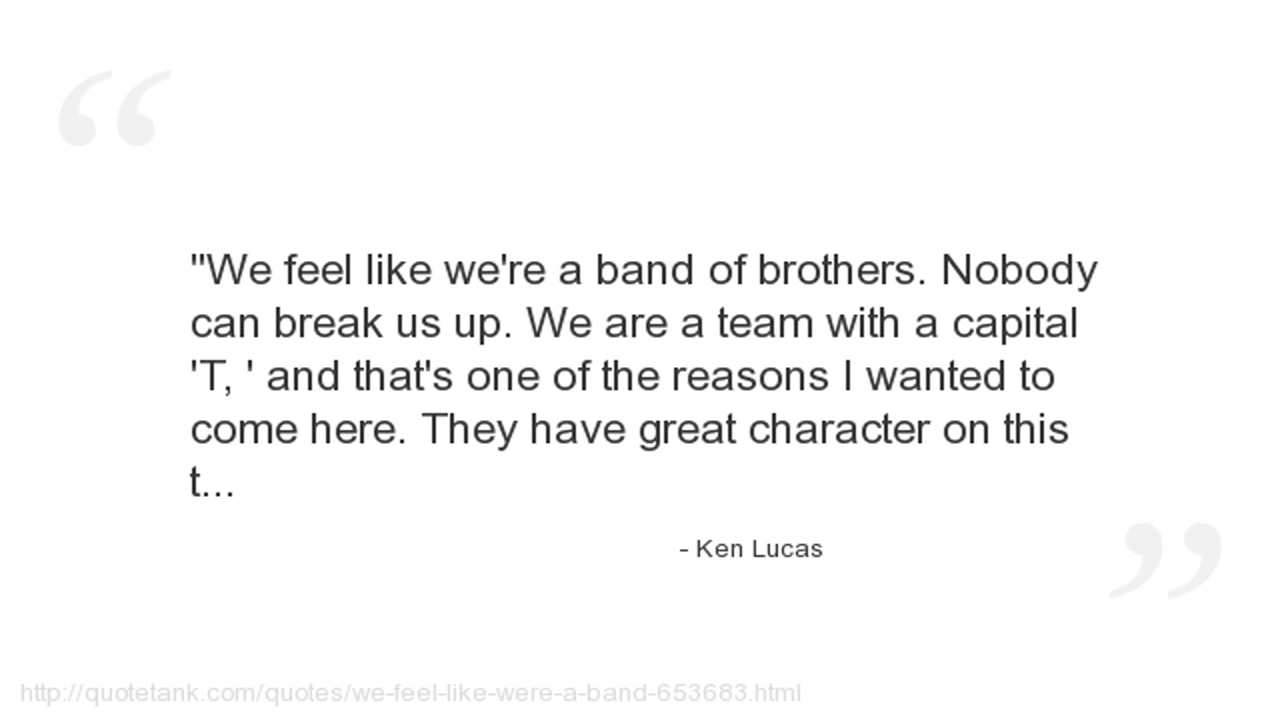 "We feel like we're a band of brothers. Nobody
can break us up. We are a team with a capital
'T, ' and that's one of the reasons I wanted to
come here. They have great character on this
t...
- Ken Lucas
http://quotetank.com/quotes/we-feel-like-were-a-band-653683.html